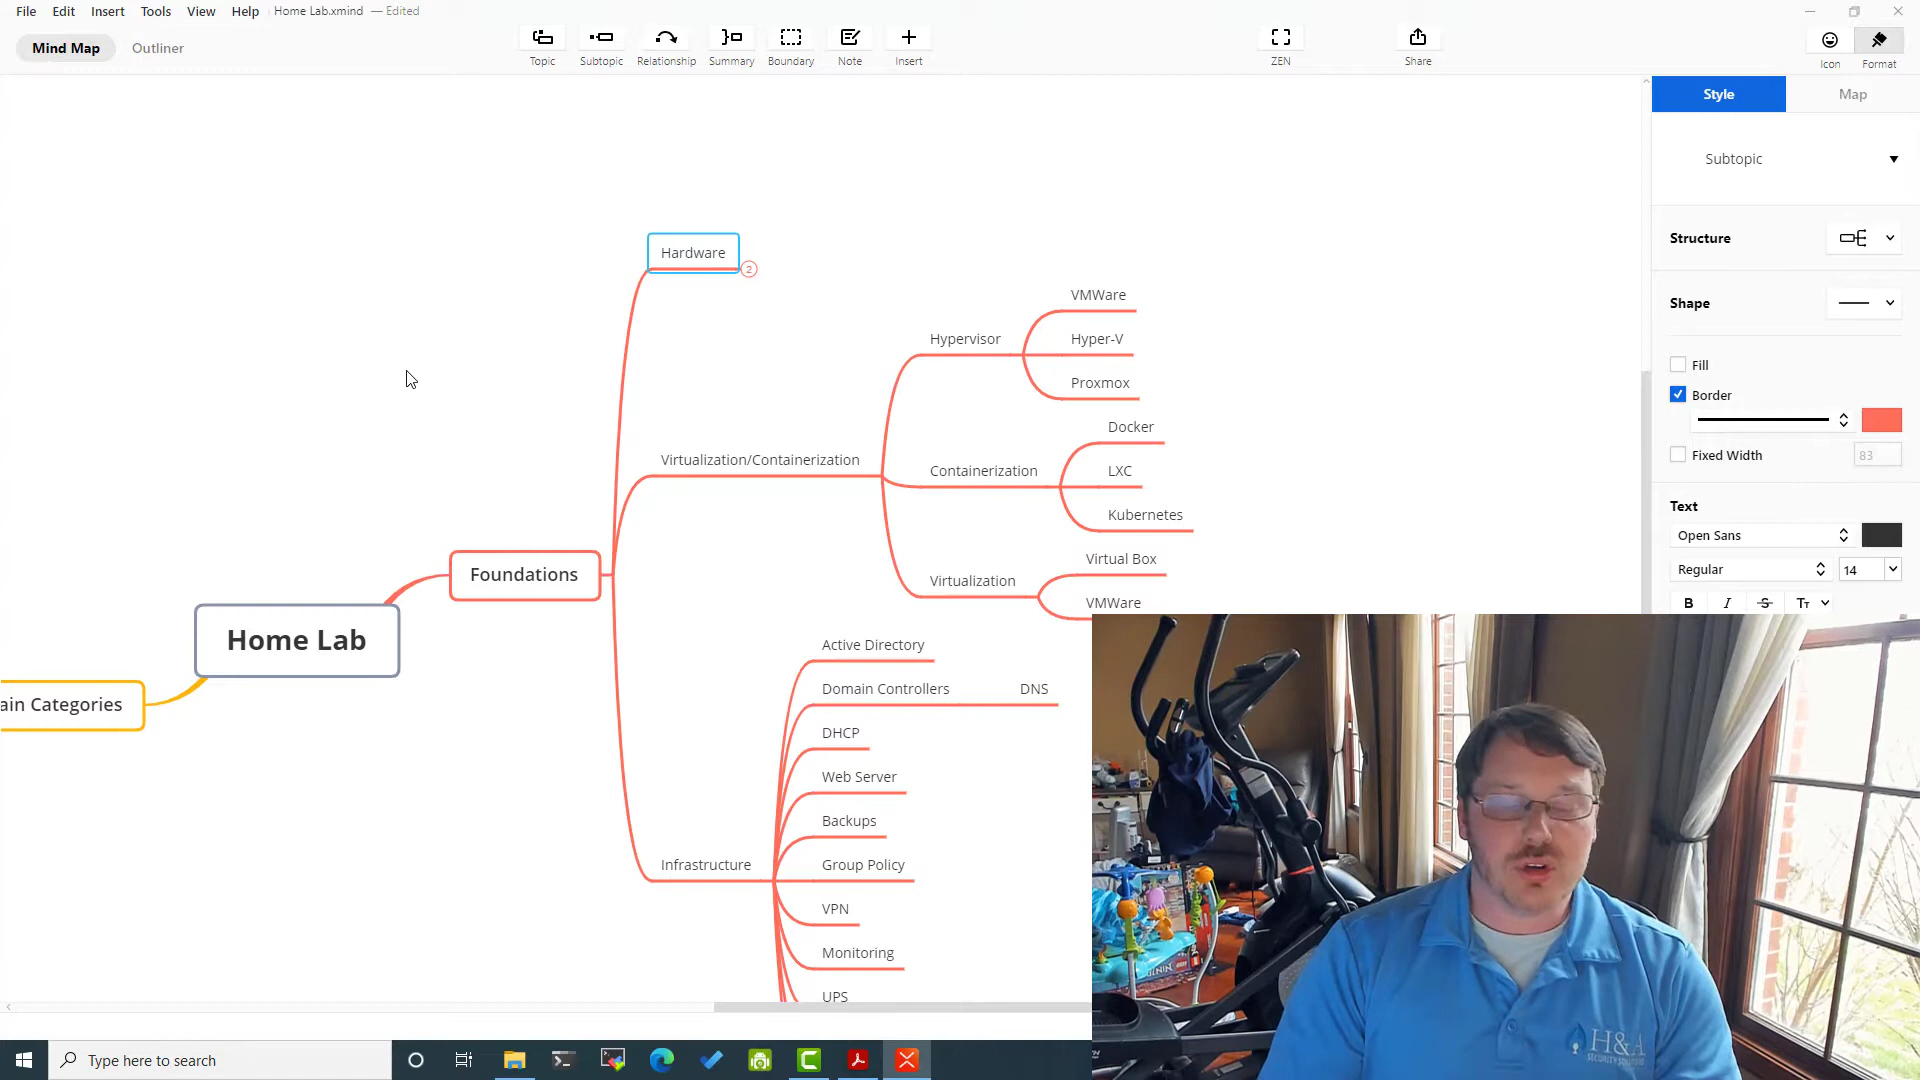 File Edit Insert Tools View Help Home Lab.xmind — Edited
Mind Map Outliner
Topic Subtopic Relationship Summary Boundary Note Insert ZEN Share Icon Format
Style Map
Subtopic
Structure
Shape
Fill
Border
Fixed Width 83
Text
Open Sans
Regular 14
B I S Tт
Hardware
2
VMWare
Hypervisor
Hyper-V
Proxmox
Docker
Virtualization/Containerization
Containerization
LXC
Kubernetes
Virtual Box
Virtualization
VMWare
Foundations
Home Lab
ain Categories
Active Directory
Domain Controllers DNS
DHCP
Web Server
Backups
Infrastructure
Group Policy
VPN
Monitoring
UPS
H&A
SECURITY SOLUTIONS
Type here to search